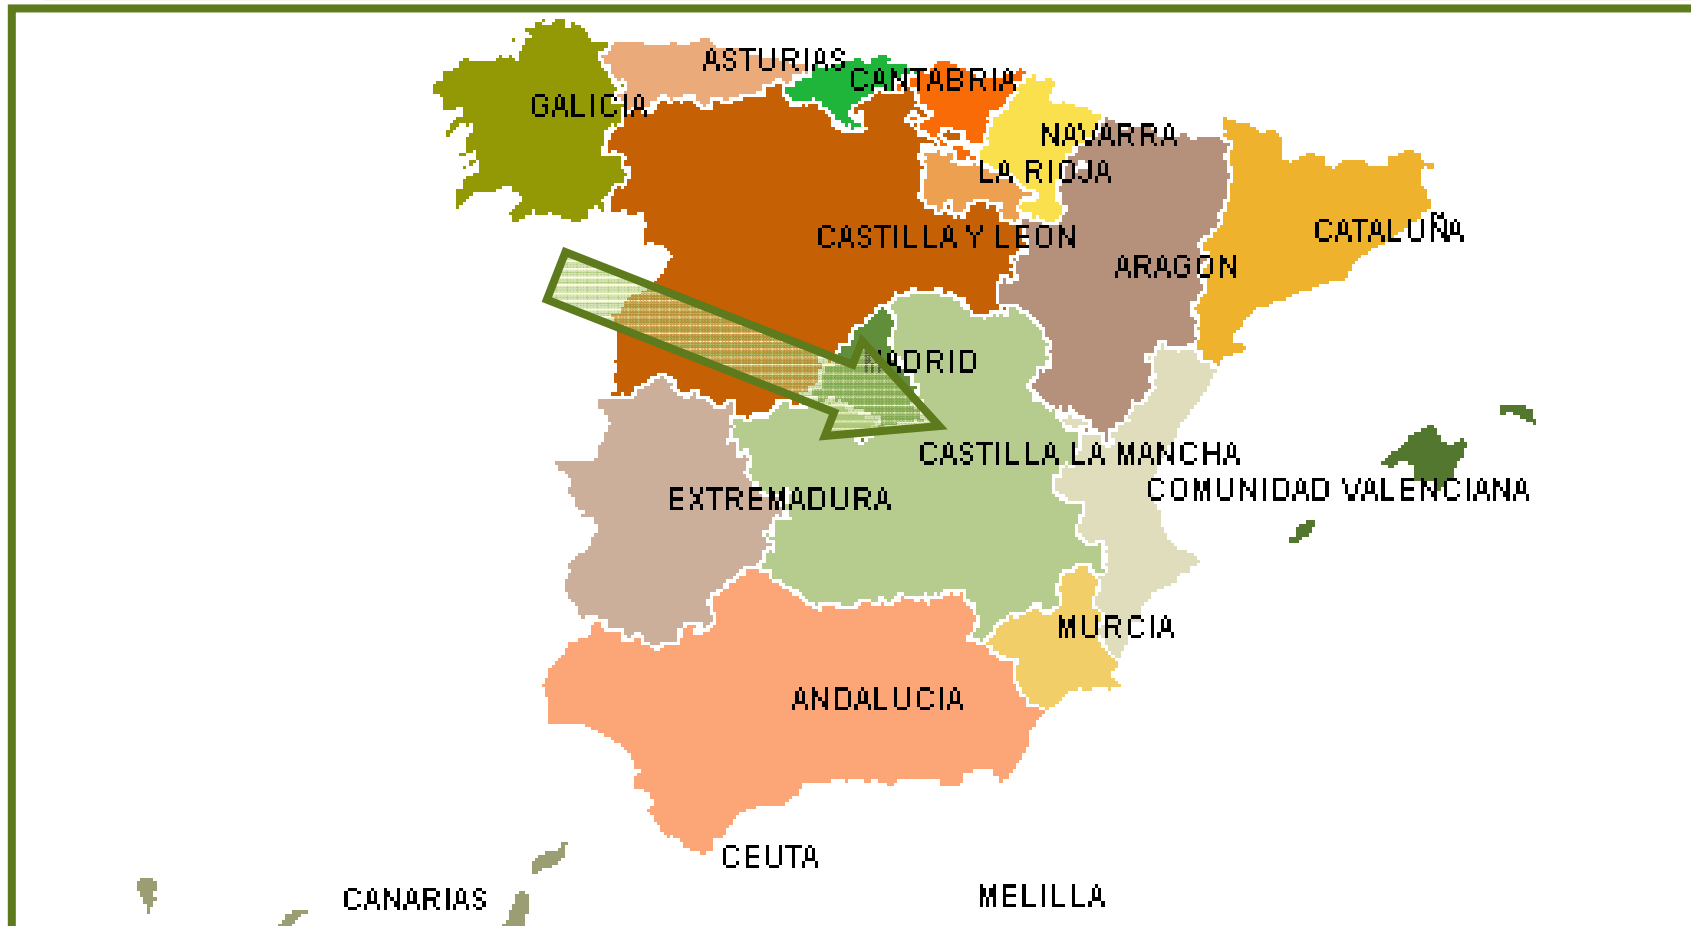 ASTURIAS
CANTABRIA
GALICIA
NAVARRA
LA RIOJA
CASTILLA Y LEON
CATALUÑA
ARAGON
MADRID
CASTILLA LA MANCHA
COMUNIDAD VALENCIANA
EXTREMADURA
MURCIA
ANDALUCIA
CEUTA
CANARIAS
MELILLA